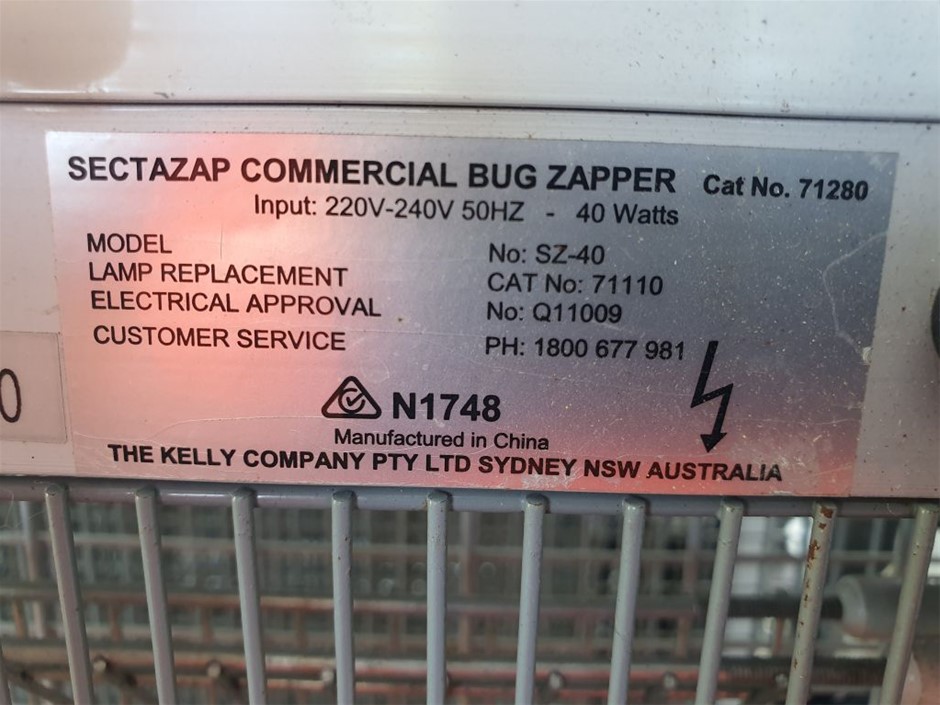 SECTAZAP COMMERCIAL BUG ZAPPER Cat No. 71280
Input: 220V-240V 50HZ - 40 Watts
MODEL No: SZ-40
LAMP REPLACEMENT CAT No: 71110
ELECTRICAL APPROVAL No: Q11009
CUSTOMER SERVICE PH: 1800 677 981
0
N1748
Manufactured in China
THE KELLY COMPANY PTY LTD SYDNEY NSW AUSTRALIA